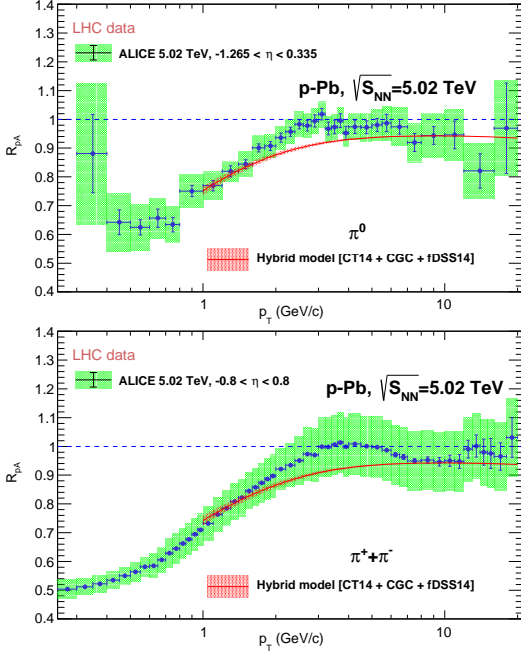 LHC data
ALICE 5.02 TeV, -1.265 < η < 0.335
p-Pb, √S_NN=5.02 TeV
π⁰
Hybrid model [CT14 + CGC + fDSS14]
R_pA
1.4
1.3
1.2
1.1
1
0.9
0.8
0.7
0.6
0.5
0.4
1
10
p_T (GeV/c)
LHC data
ALICE 5.02 TeV, -0.8 < η < 0.8
p-Pb, √S_NN=5.02 TeV
π⁺+π⁻
Hybrid model [CT14 + CGC + fDSS14]
R_pA
1.4
1.3
1.2
1.1
1
0.9
0.8
0.7
0.6
0.5
0.4
1
10
p_T (GeV/c)